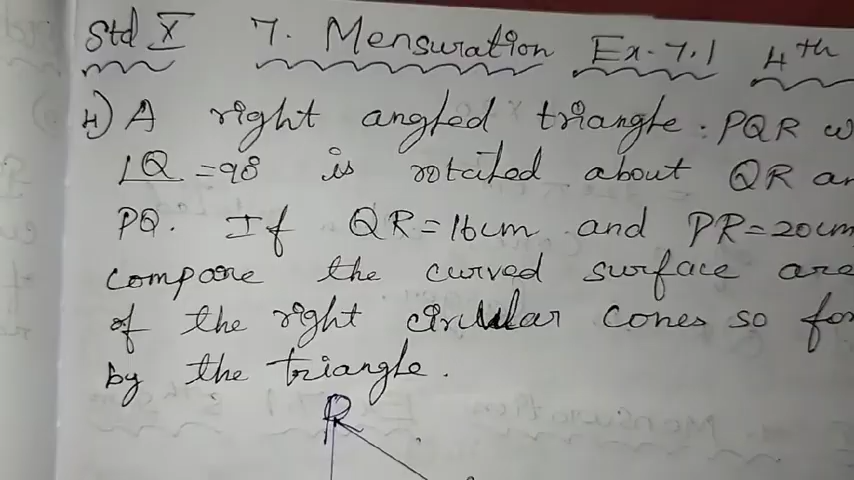 Std X 7. Mensuration Ex-7.1 4th
4) A right angled triangle. PQR w
∠Q = 90° is rotated about QR an
PQ. If QR=16cm and PR=20cm
compare the curved surface are
of the right circular cones so for
by the triangle.
R